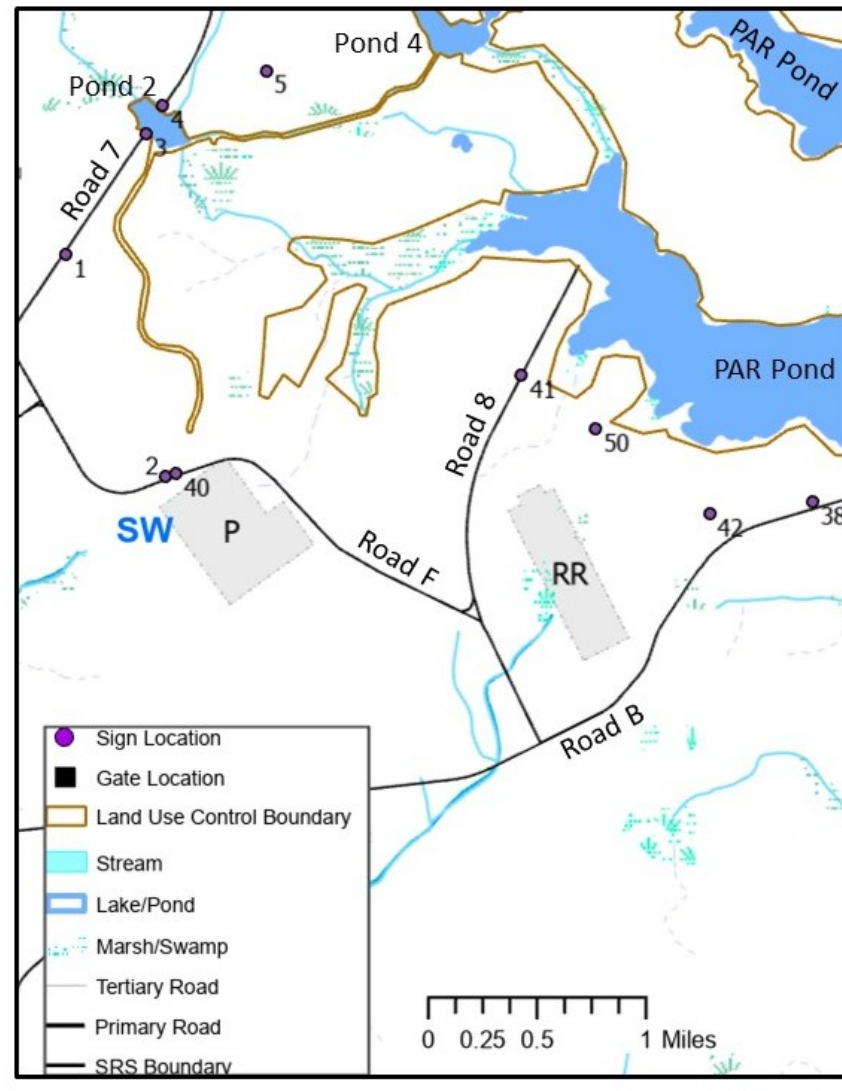 Pond 4
PAR Pond
5
Pond 2
4
3
Road 7
1
PAR Pond
41
Road 8
50
2
40
SW
P
42
38
Road F
RR
Road B
Sign Location
Gate Location
Land Use Control Boundary
Stream
Lake/Pond
Marsh/Swamp
Tertiary Road
Primary Road
SRS Boundary
0 0.25 0.5 1 Miles